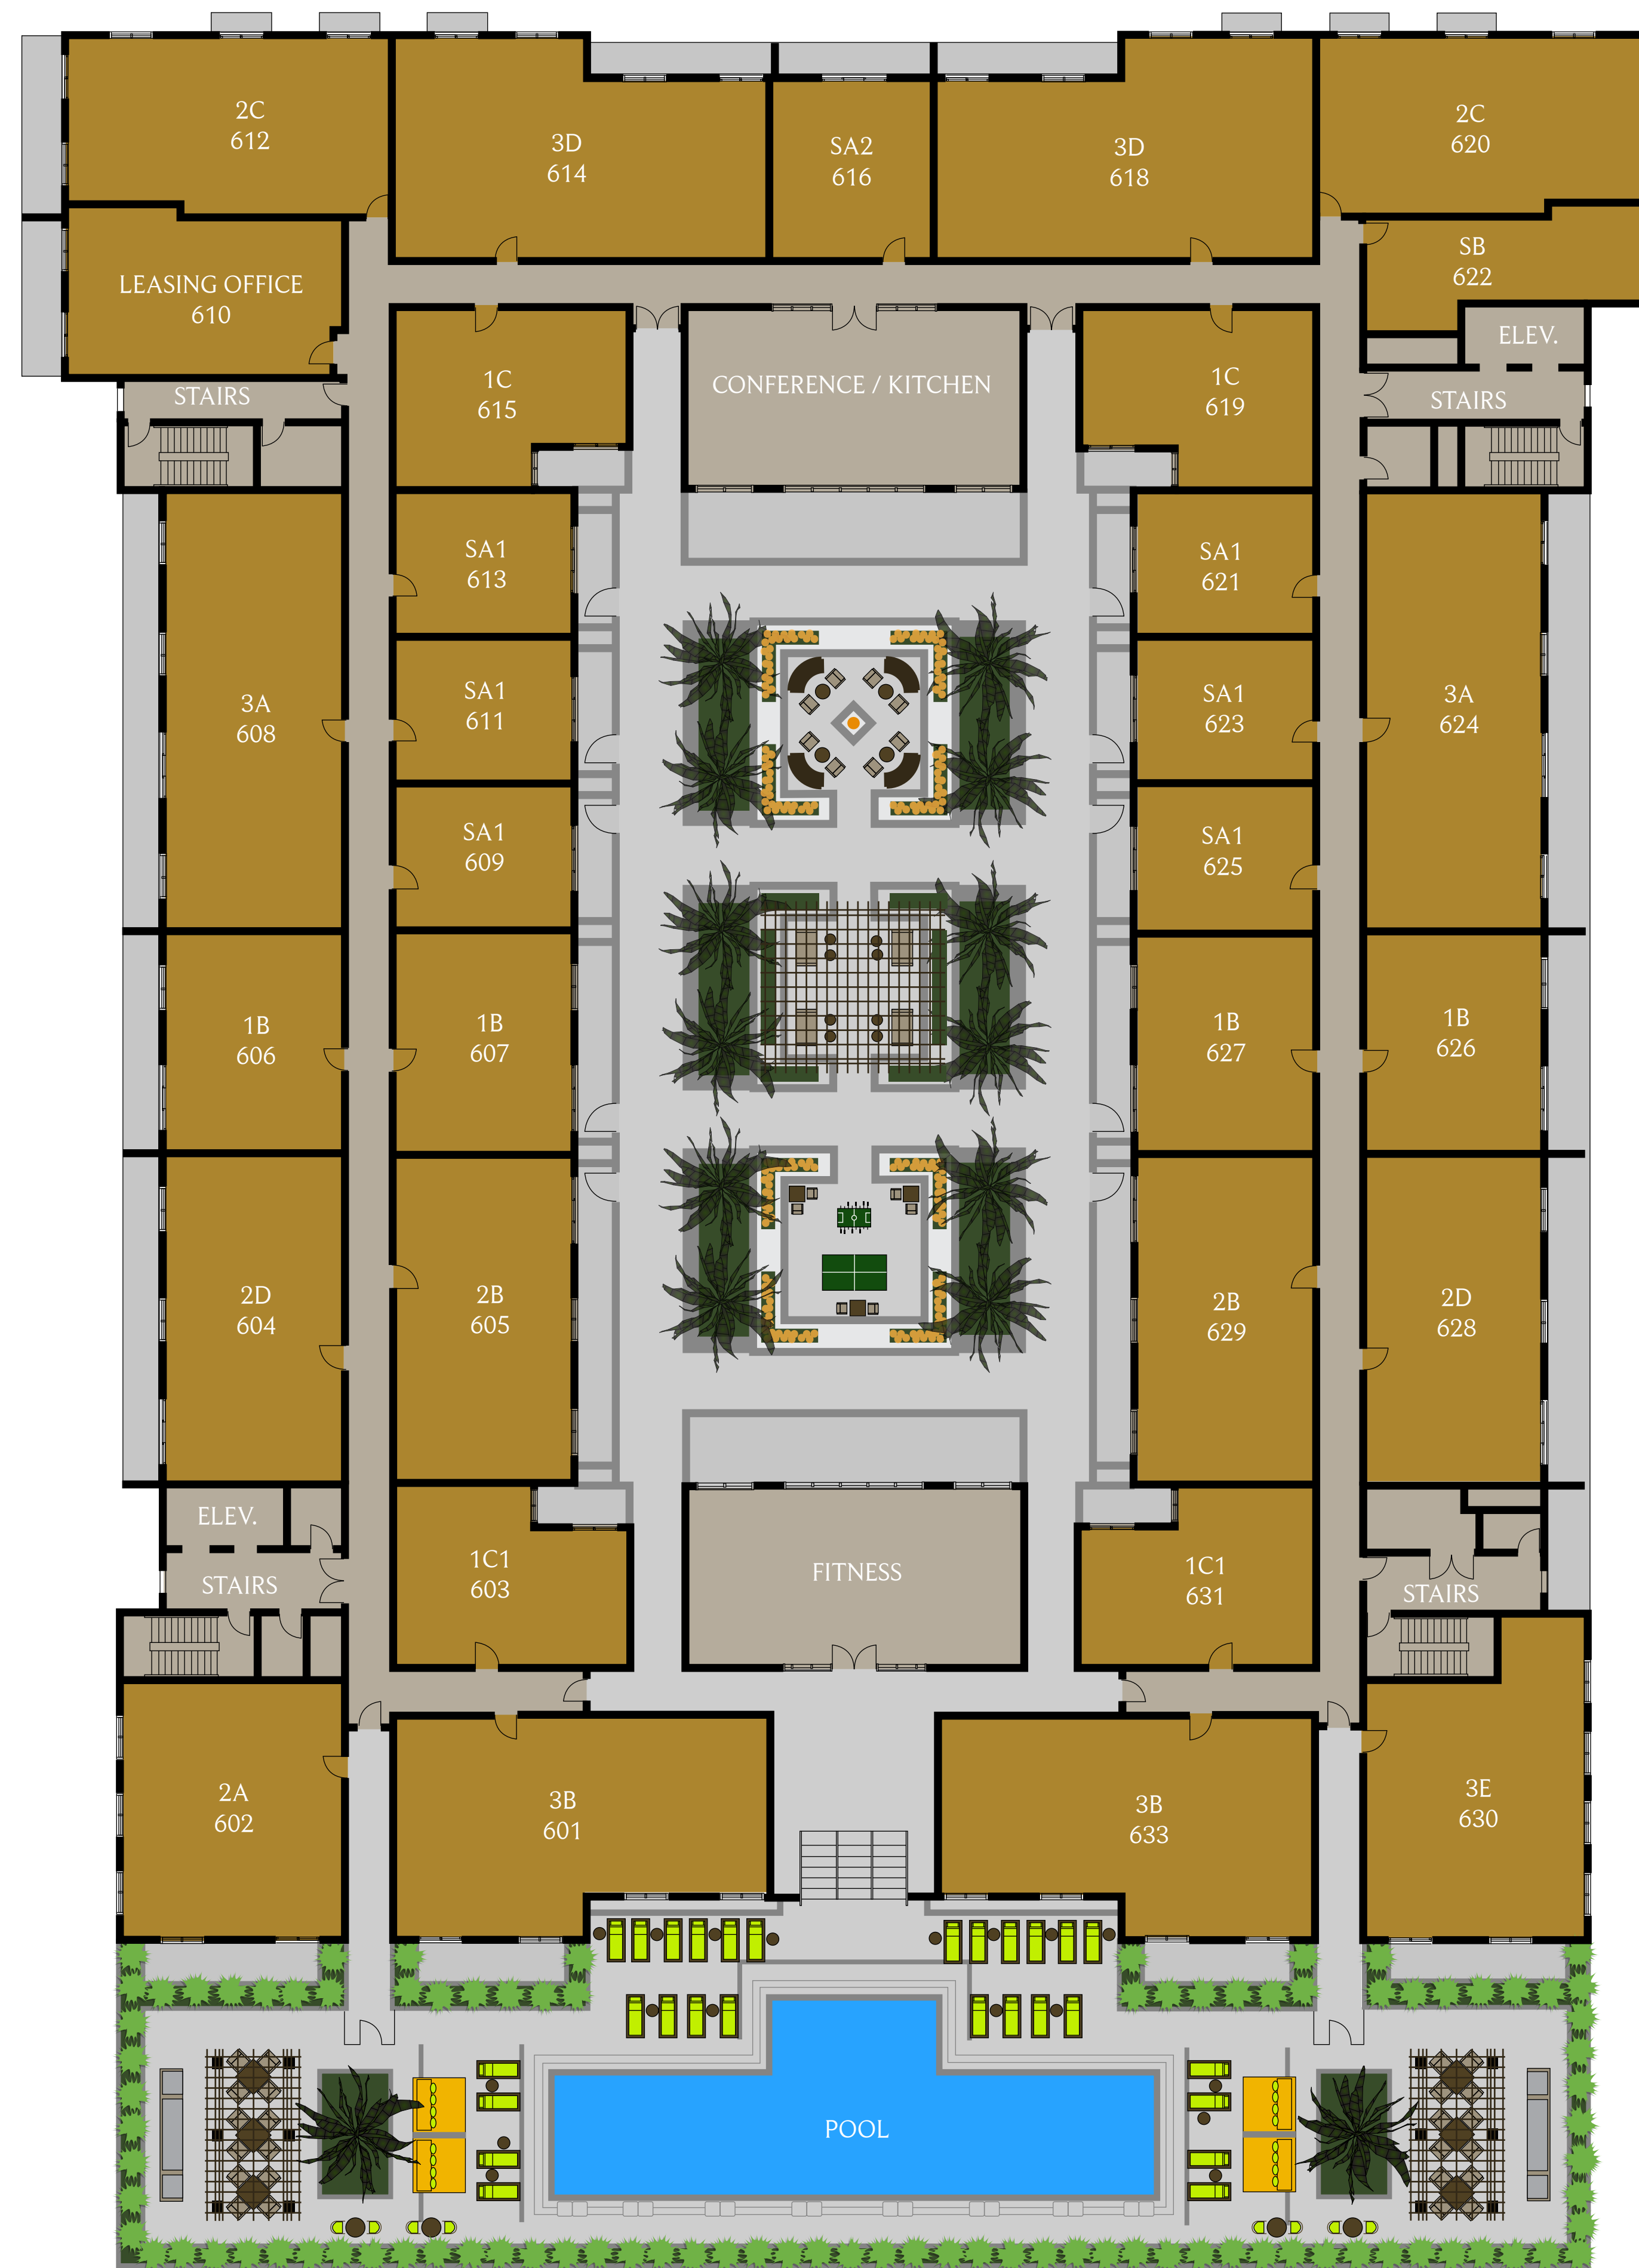 2C
612
3D
614
SA2
616
3D
618
2C
620
LEASING OFFICE
610
SB
622
STAIRS
1C
615
CONFERENCE / KITCHEN
1C
619
ELEV.
STAIRS
SA1
613
SA1
621
3A
608
SA1
611
SA1
623
3A
624
SA1
609
SA1
625
1B
606
1B
607
1B
627
1B
626
2D
604
2B
605
2B
629
2D
628
ELEV.
STAIRS
1C1
603
FITNESS
1C1
631
STAIRS
2A
602
3B
601
3B
633
3E
630
POOL